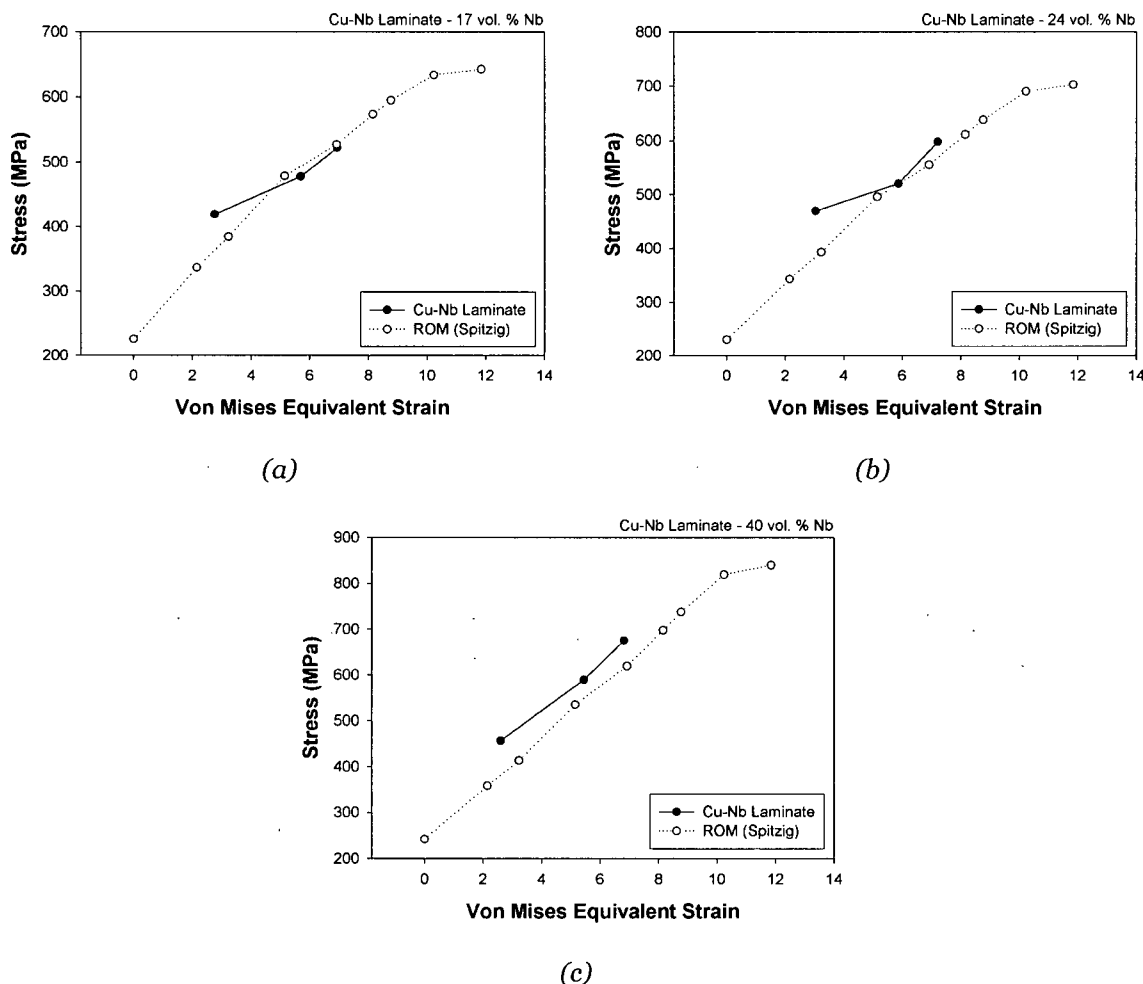 Cu-Nb Laminate - 17 vol. % Nb
700
600
500
400
300
200
Stress (MPa)
0 2 4 6 8 10 12 14
Von Mises Equivalent Strain
Cu-Nb Laminate
ROM (Spitzig)
(a)
Cu-Nb Laminate - 24 vol. % Nb
800
700
600
500
400
300
200
Stress (MPa)
0 2 4 6 8 10 12 14
Von Mises Equivalent Strain
Cu-Nb Laminate
ROM (Spitzig)
(b)
Cu-Nb Laminate - 40 vol. % Nb
900
800
700
600
500
400
300
200
Stress (MPa)
0 2 4 6 8 10 12 14
Von Mises Equivalent Strain
Cu-Nb Laminate
ROM (Spitzig)
(c)